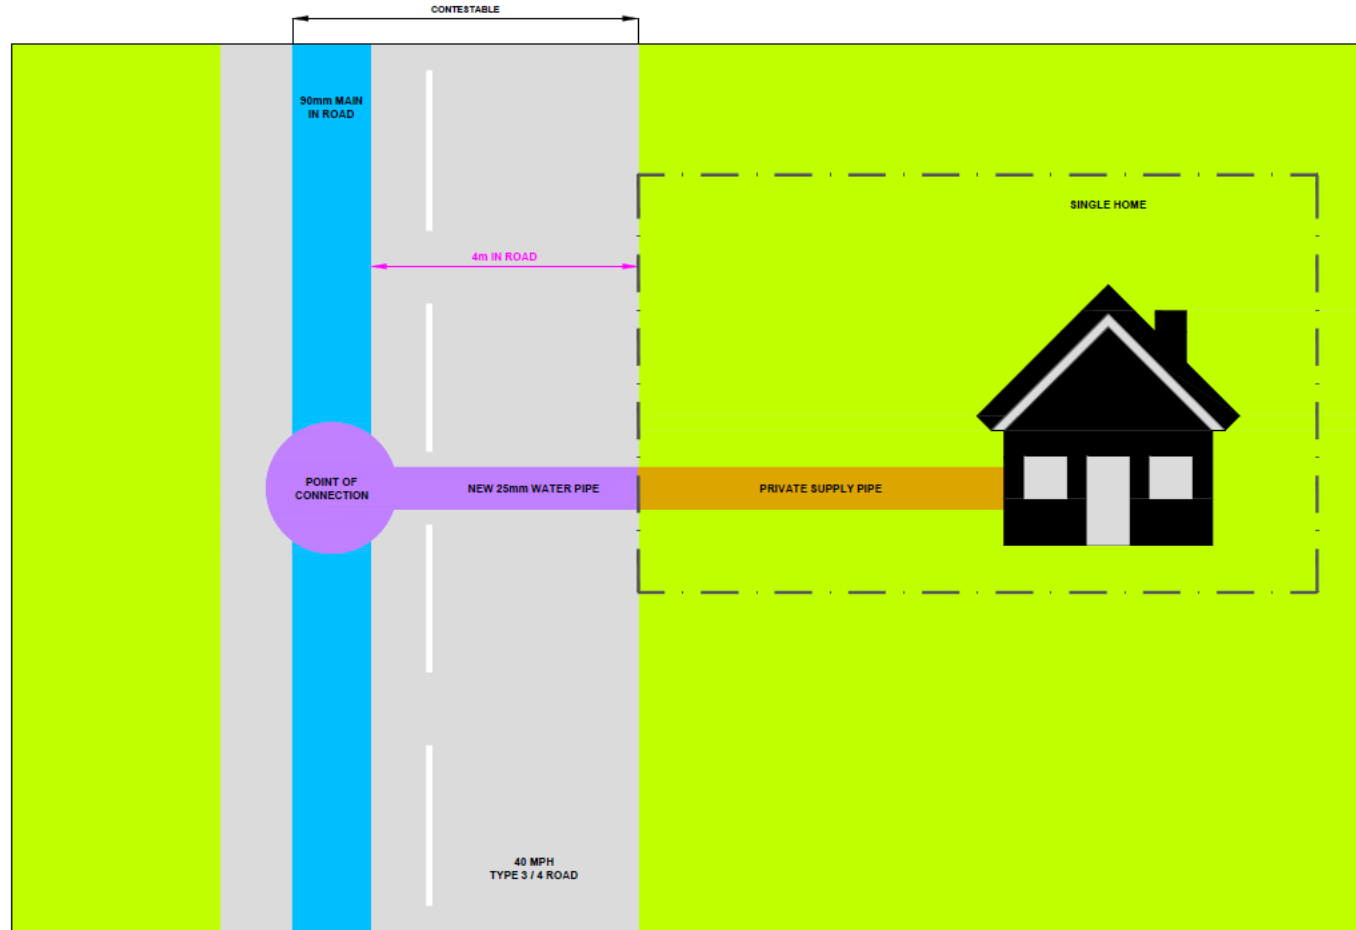 CONTESTABLE
90mm MAIN
IN ROAD
SINGLE HOME
4m IN ROAD
POINT OF
CONNECTION
NEW 25mm WATER PIPE
PRIVATE SUPPLY PIPE
40 MPH
TYPE 3 / 4 ROAD